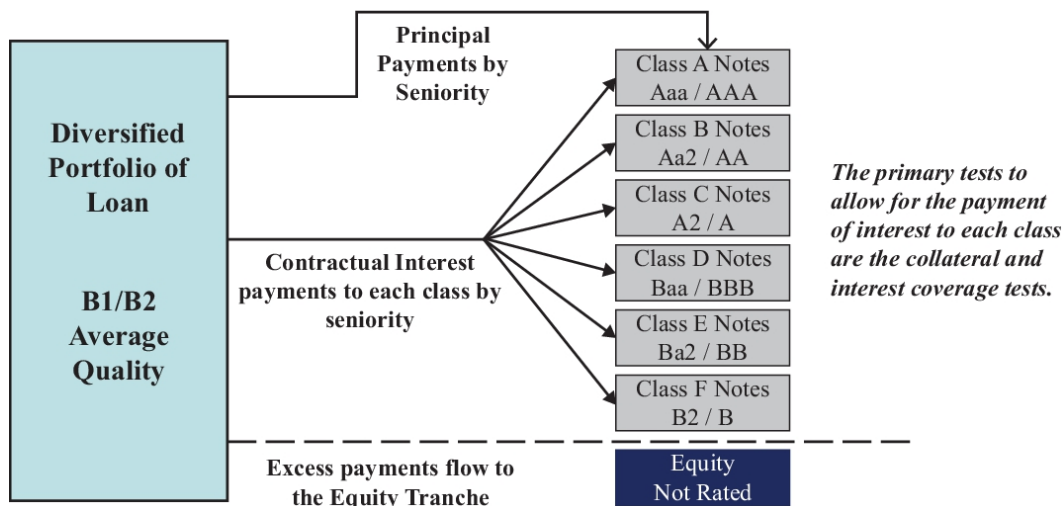 Diversified
Portfolio of
Loan
B1/B2
Average
Quality
Principal
Payments by
Seniority
Contractual Interest
payments to each class by
seniority
Excess payments flow to
the Equity Tranche
Class A Notes
Aaa / AAA
Class B Notes
Aa2 / AA
Class C Notes
A2 / A
Class D Notes
Baa / BBB
Class E Notes
Ba2 / BB
Class F Notes
B2 / B
Equity
Not Rated
The primary tests to
allow for the payment
of interest to each class
are the collateral and
interest coverage tests.